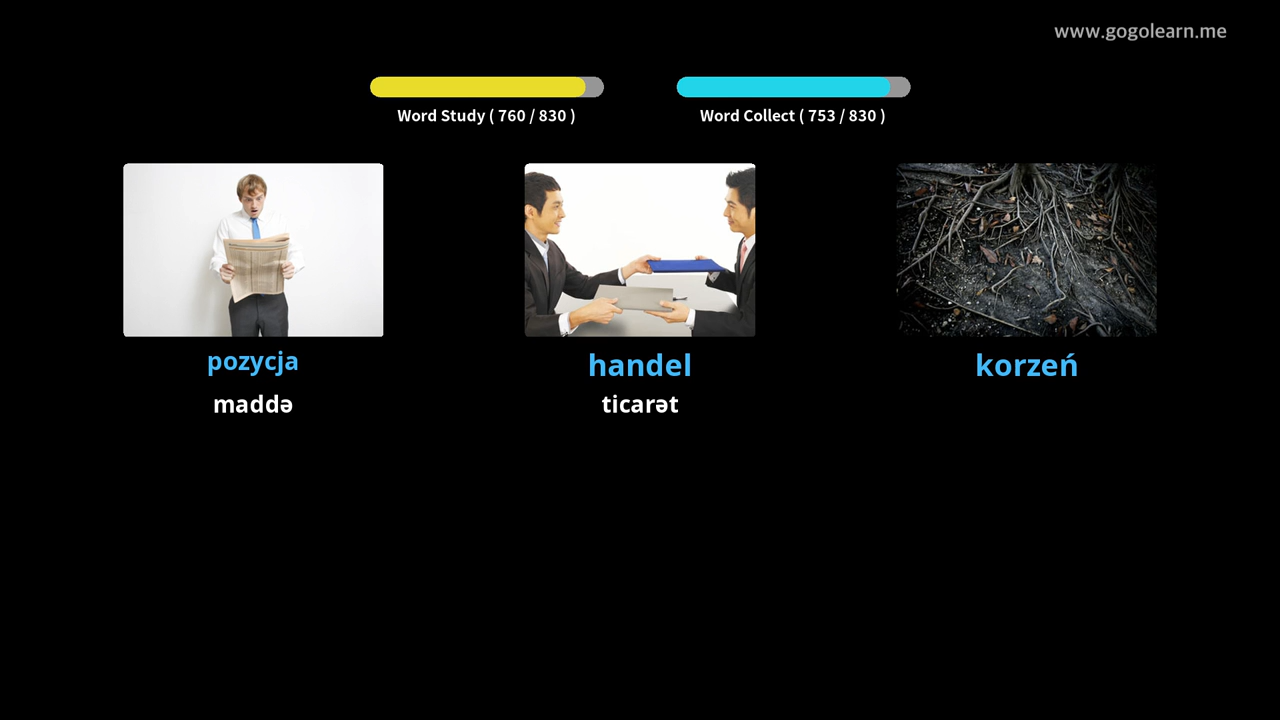 www.gogolearn.me
Word Study ( 760 / 830 )
Word Collect ( 753 / 830 )
pozycja
maddə
handel
ticarət
korzeń